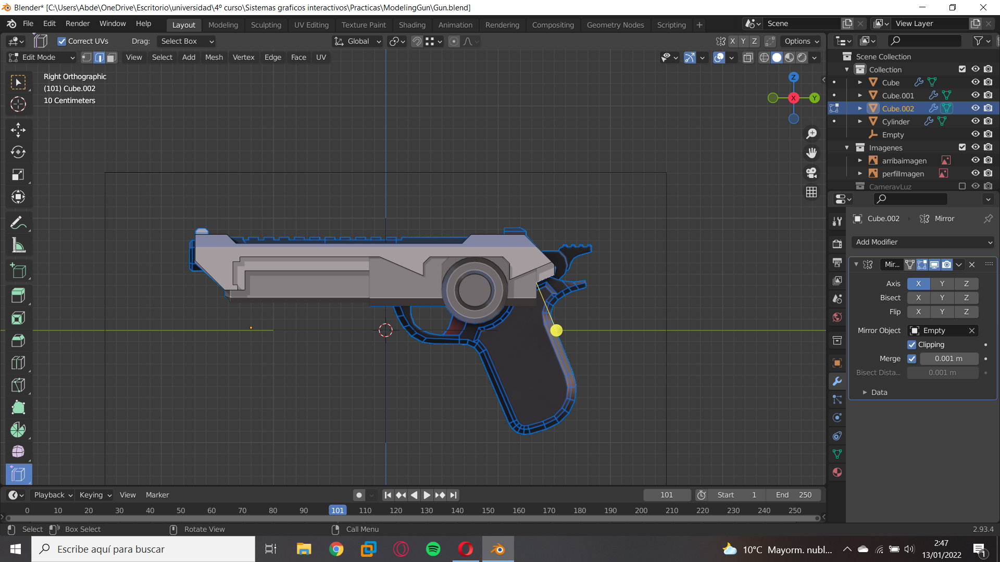 Blender* [C:\Users\Abde\OneDrive\Escritorio\universidad\4º curso\Sistemas graficos interactivos\Practicas\ModelingGun\Gun.blend]
File Edit Render Window Help Layout Modeling Sculpting UV Editing Texture Paint Shading Animation Rendering Compositing Geometry Nodes Scripting + Scene View Layer
Correct UVs Drag: Select Box Global X Y Z Options
Edit Mode View Select Add Mesh Vertex Edge Face UV
Right Orthographic
(101) Cube.002
10 Centimeters
Z
X
Y
Scene Collection
Collection
Cube
Cube.001
Cube.002
Cylinder
Empty
Imagenes
arribaimagen
perfilImagen
CameravLuz
Cube.002 Mirror
Add Modifier
Mir...
Axis X Y Z
Bisect X Y Z
Flip X Y Z
Mirror Object Empty
Clipping
Merge 0.001 m
Bisect Dista... 0.001 m
Data
Playback Keying View Marker 101 Start 1 End 250
0 10 20 30 40 50 60 70 80 90 101 110 120 130 140 150 160 170 180 190 200 210 220 230 240 250
Select Box Select Rotate View Call Menu 2.93.4
Escribe aquí para buscar
10°C Mayorm. nubl...
2:47
13/01/2022
1